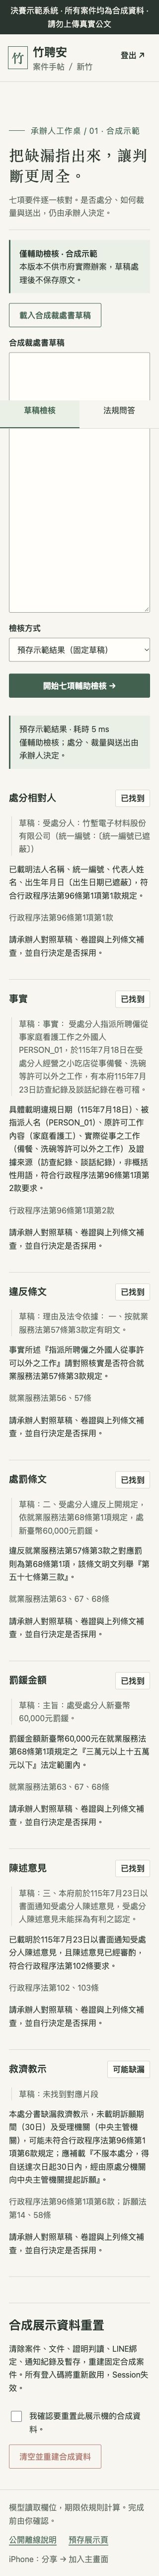 決賽示範系統 · 所有案件均為合成資料 ·
請勿上傳真實公文
竹
竹聘安
案件手帖 / 新竹
登出 ↗
承辦人工作桌 / 01 · 合成示範
把缺漏指出來，讓判
斷更周全。
七項要件逐一核對。是否處分、如何裁
量與送出，仍由承辦人決定。
僅輔助檢核 · 合成示範
本版本不供市府實際辦案，草稿處
理後不保存原文。
載入合成裁處書草稿
合成裁處書草稿
草稿檢核
法規問答
檢核方式
預存示範結果（固定草稿）
開始七項輔助檢核 →
預存示範結果 · 耗時 5 ms
僅輔助檢核；處分、裁量與送出由
承辦人決定。
處分相對人
已找到
草稿：受處分人：竹塹電子材料股份
有限公司（統一編號：〔統一編號已遮
蔽〕）
已載明法人名稱、統一編號、代表人姓
名、出生年月日（出生日期已遮蔽），符
合行政程序法第96條第1項第1款規定。
行政程序法第96條第1項第1款
請承辦人對照草稿、卷證與上列條文補
查，並自行決定是否採用。
事實
已找到
草稿：事實： 受處分人指派所聘僱從
事家庭看護工作之外國人
PERSON_01，於115年7月18日在受
處分人經營之小吃店從事備餐、洗碗
等許可以外之工作，有本府115年7月
23日訪查紀錄及談話紀錄在卷可稽。
具體載明違規日期（115年7月18日）、被
指派人名（PERSON_01）、原許可工作
內容（家庭看護工）、實際從事之工作
（備餐、洗碗等許可以外之工作）及證
據來源（訪查紀錄、談話紀錄），非概括
性用語，符合行政程序法第96條第1項第
2款要求。
行政程序法第96條第1項第2款
請承辦人對照草稿、卷證與上列條文補
查，並自行決定是否採用。
違反條文
已找到
草稿：理由及法令依據： 一、按就業
服務法第57條第3款定有明文。
事實所述『指派所聘僱之外國人從事許
可以外之工作』請對照核實是否符合就
業服務法第57條第3款規定。
就業服務法第56、57條
請承辦人對照草稿、卷證與上列條文補
查，並自行決定是否採用。
處罰條文
已找到
草稿：二、受處分人違反上開規定，
依就業服務法第68條第1項規定，處
新臺幣60,000元罰鍰。
違反就業服務法第57條第3款之對應罰
則為第68條第1項，該條文明文列舉『第
五十七條第三款』。
就業服務法第63、67、68條
請承辦人對照草稿、卷證與上列條文補
查，並自行決定是否採用。
罰鍰金額
已找到
草稿：主旨：處受處分人新臺幣
60,000元罰鍰。
罰鍰金額新臺幣60,000元在就業服務法
第68條第1項規定之『三萬元以上十五萬
元以下』法定範圍內。
就業服務法第63、67、68條
請承辦人對照草稿、卷證與上列條文補
查，並自行決定是否採用。
陳述意見
已找到
草稿：三、本府前於115年7月23日以
書面通知受處分人陳述意見，受處分
人陳述意見未能採為有利之認定。
已載明於115年7月23日以書面通知受處
分人陳述意見，且陳述意見已經審酌，
符合行政程序法第102條要求。
行政程序法第102、103條
請承辦人對照草稿、卷證與上列條文補
查，並自行決定是否採用。
救濟教示
可能缺漏
草稿：未找到對應片段
本處分書缺漏救濟教示，未載明訴願期
間（30日）及受理機關（中央主管機
關），可能未符合行政程序法第96條第1
項第6款規定；應補載『不服本處分，得
自送達次日起30日內，經由原處分機關
向中央主管機關提起訴願』。
行政程序法第96條第1項第6款；訴願法
第14、58條
請承辦人對照草稿、卷證與上列條文補
查，並自行決定是否採用。
合成展示資料重置
清除案件、文件、證明判讀、LINE綁
定、通知紀錄及暫存，重建固定合成案
件。所有登入碼將重新啟用，Session失
效。
我確認要重置此展示機的合成資
料。
清空並重建合成資料
模型讀取欄位，期限依規則計算。完成
前由你確認。
公開離線說明
預存展示頁
iPhone：分享 → 加入主畫面